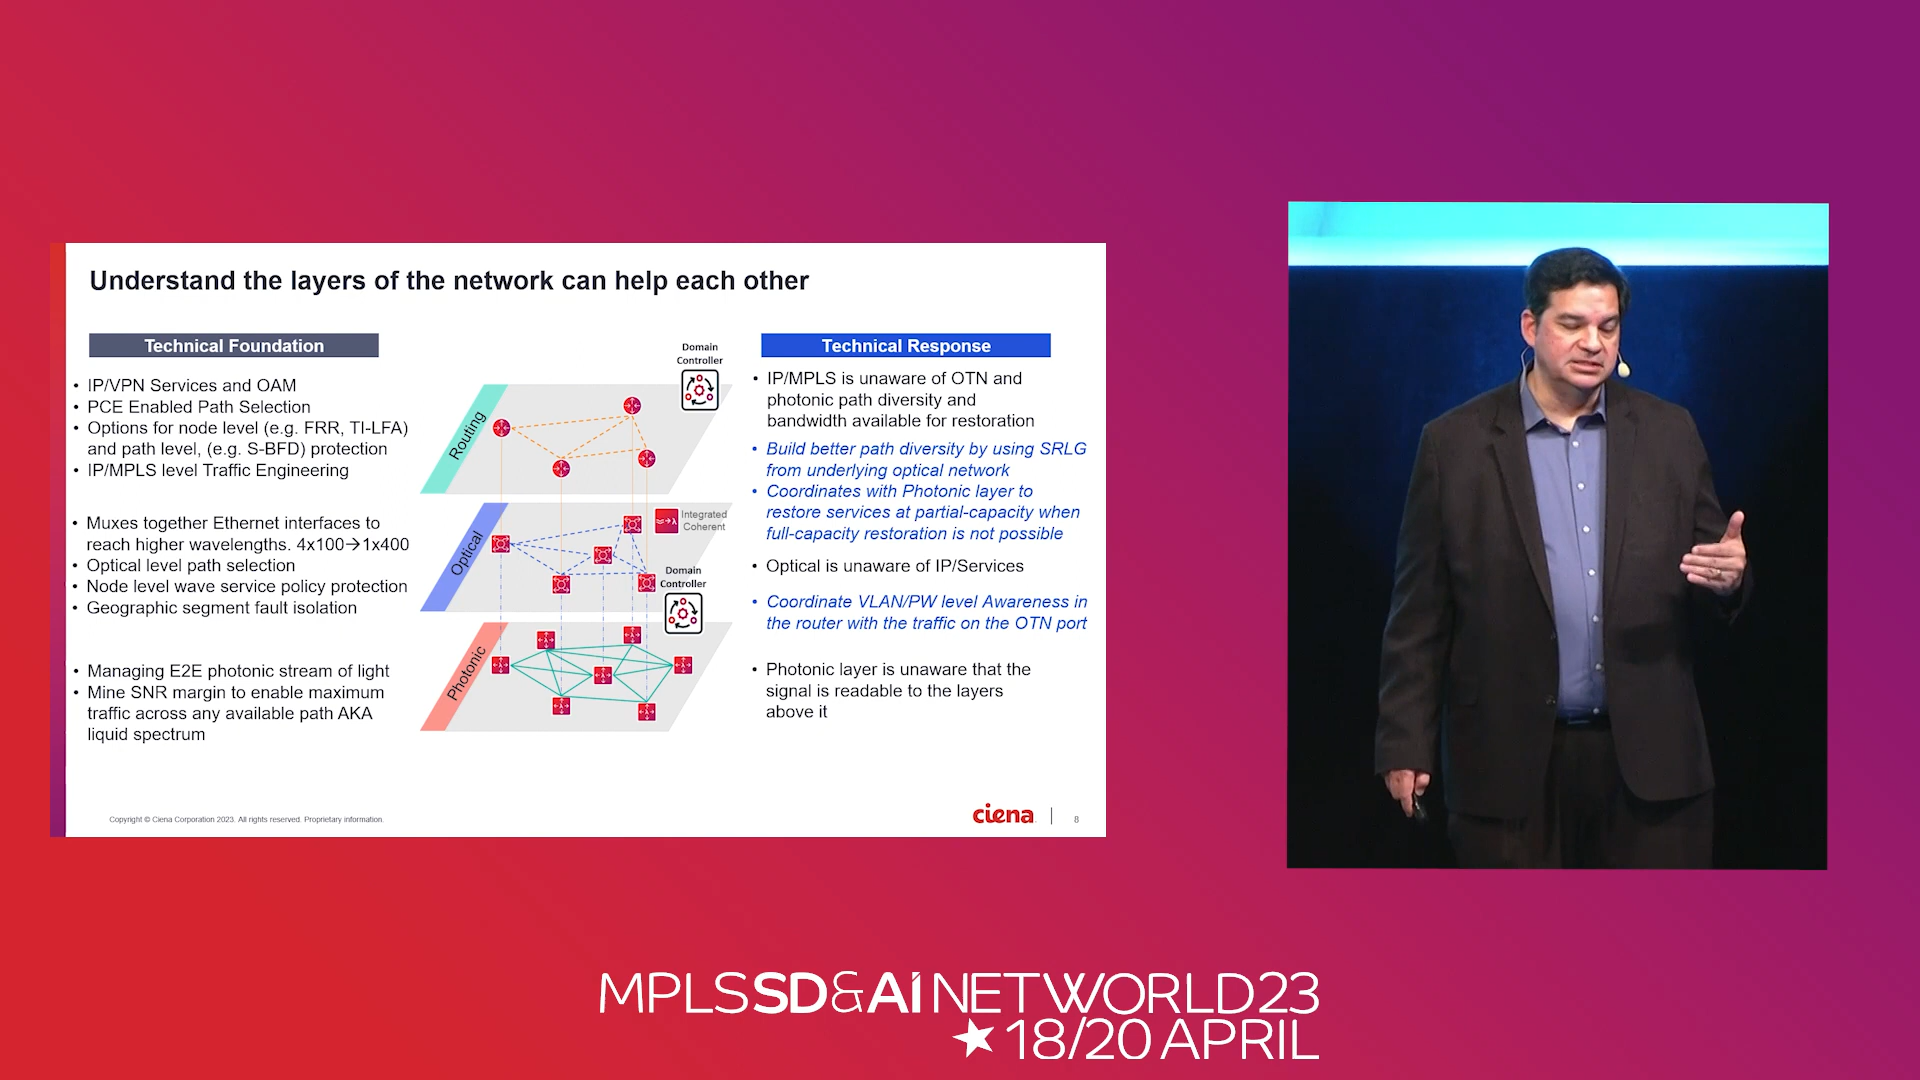 Understand the layers of the network can help each other
Technical Foundation
• IP/VPN Services and OAM
• PCE Enabled Path Selection
• Options for node level (e.g. FRR, TI-LFA)
and path level, (e.g. S-BFD) protection
• IP/MPLS level Traffic Engineering
• Muxes together Ethernet interfaces to
reach higher wavelengths. 4x100→1x400
• Optical level path selection
• Node level wave service policy protection
• Geographic segment fault isolation
• Managing E2E photonic stream of light
• Mine SNR margin to enable maximum
traffic across any available path AKA
liquid spectrum
Domain
Controller
Routing
Integrated
Coherent
Optical
Domain
Controller
Photonic
Technical Response
• IP/MPLS is unaware of OTN and
photonic path diversity and
bandwidth available for restoration
• Build better path diversity by using SRLG
from underlying optical network
• Coordinates with Photonic layer to
restore services at partial-capacity when
full-capacity restoration is not possible
• Optical is unaware of IP/Services
• Coordinate VLAN/PW level Awareness in
the router with the traffic on the OTN port
• Photonic layer is unaware that the
signal is readable to the layers
above it
Copyright © Ciena Corporation 2023. All rights reserved. Proprietary information.
ciena
8
MPLSSD&AI NETWORLD23
★18/20 APRIL